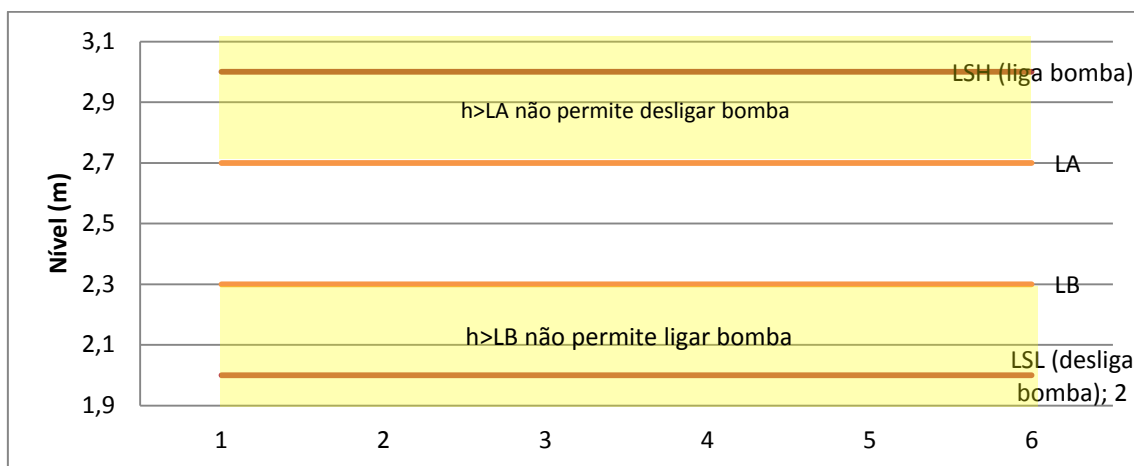 Nível (m)
3,1
2,9
2,7
2,5
2,3
2,1
1,9
LSH (liga bomba)
h>LA não permite desligar bomba
LA
LB
h>LB não permite ligar bomba
LSL (desliga
bomba); 2
1 2 3 4 5 6